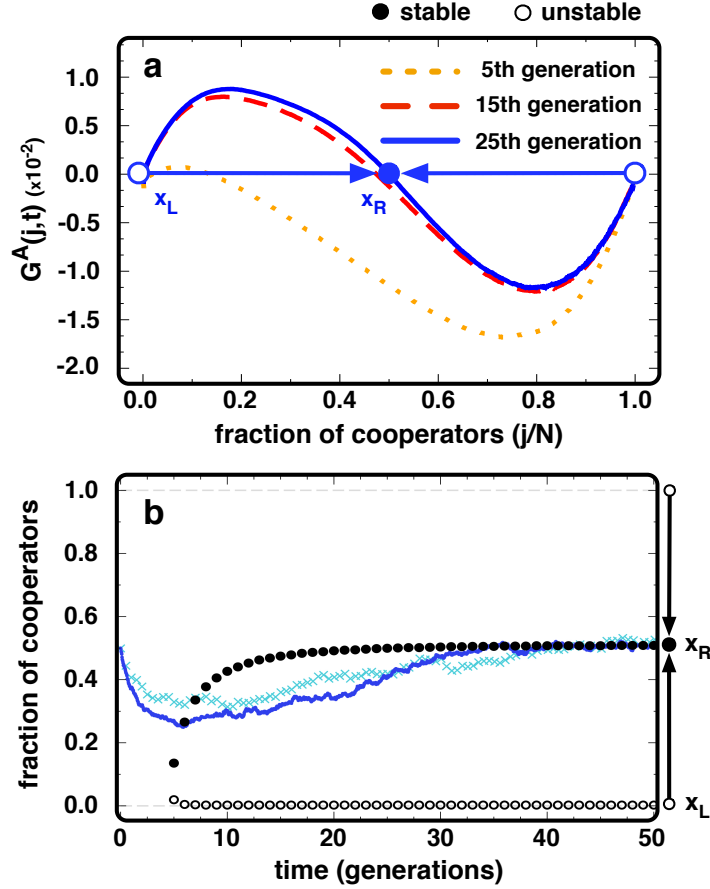 stable unstable
a
5th generation
15th generation
25th generation
G^A(j,t) (x10^-2)
1.0
0.5
0.0
-0.5
-1.0
-1.5
-2.0
x_L
x_R
0.0 0.2 0.4 0.6 0.8 1.0
fraction of cooperators (j/N)
b
fraction of cooperators
1.0
0.8
0.6
0.4
0.2
0.0
x_R
x_L
0 10 20 30 40 50
time (generations)